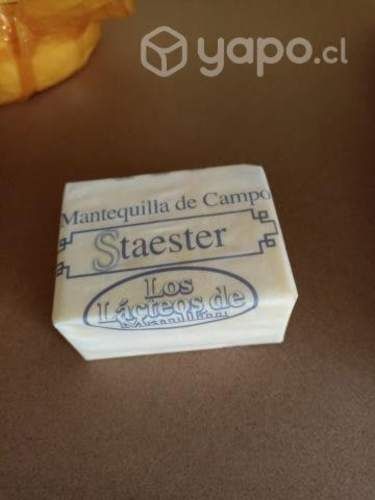 yapo.cl
Mantequilla de Campo
Staester
Los
Lácteos de